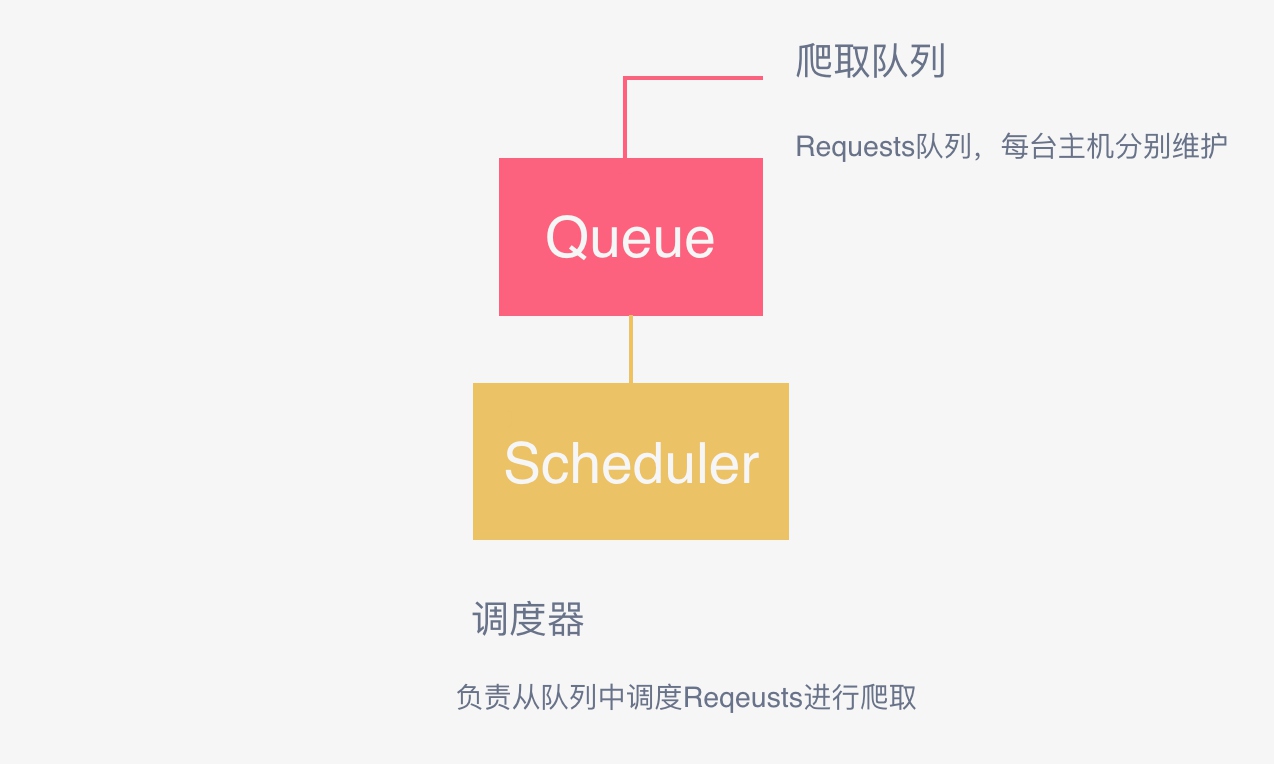 爬取队列
Requests队列，每台主机分别维护
Queue
Scheduler
调度器
负责从队列中调度Reqeusts进行爬取